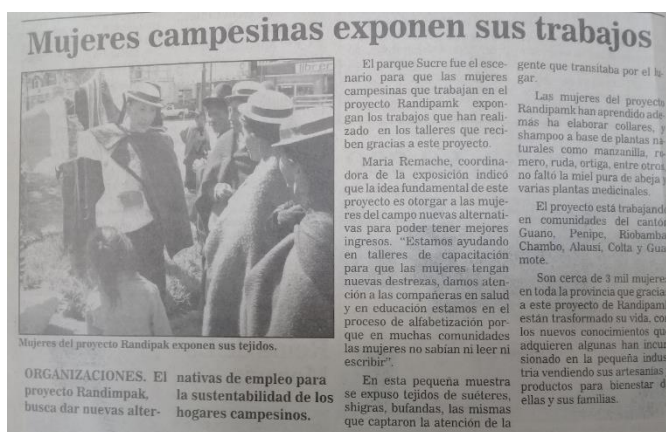 Mujeres campesinas exponen sus trabajos
Mujeres del proyecto Randipak exponen sus tejidos.
ORGANIZACIONES. El
proyecto Randimpak,
busca dar nuevas alter-
nativas de empleo para
la sustentabilidad de los
hogares campesinos.
El parque Sucre fue el esce-
nario para que las mujeres
campesinas que trabajan en el
proyecto Randipamk expon-
gan los trabajos que han reali-
zado en los talleres que reci-
ben gracias a este proyecto.
María Remache, coordina-
dora de la exposición indicó
que la idea fundamental de este
proyecto es otorgar a las muje-
res del campo nuevas alternati-
vas para poder tener mejores
ingresos. “Estamos ayudando
en talleres de capacitación
para que las mujeres tengan
nuevas destrezas, damos aten-
ción a las compañeras en salud
y en educación estamos en el
proceso de alfabetización por-
que en muchas comunidades
las mujeres no sabían ni leer ni
escribir”.
En esta pequeña muestra
se expuso tejidos de suéteres,
shigras, bufandas, las mismas
que captaron la atención de la
gente que transitaba por el lu-
gar.
Las mujeres del proyecto
Randipamk han aprendido ade-
más ha elaborar collares, y
shampoo a base de plantas na-
turales como manzanilla, ro-
mero, ruda, ortiga, entre otros,
no faltó la miel pura de abeja y
varias plantas medicinales.
El proyecto está trabajando
en comunidades del cantón
Guano, Penipe, Riobamba
Chambo, Alausí, Colta y Gua
mote.
Son cerca de 3 mil mujere
en toda la provincia que gracia
a este proyecto de Randipam
están trasformado su vida, co
los nuevos conocimientos qu
adquieren algunas han incur
sionado en la pequeña indus
tria vendiendo sus artesanías
productos para bienestar d
ellas y sus familias.